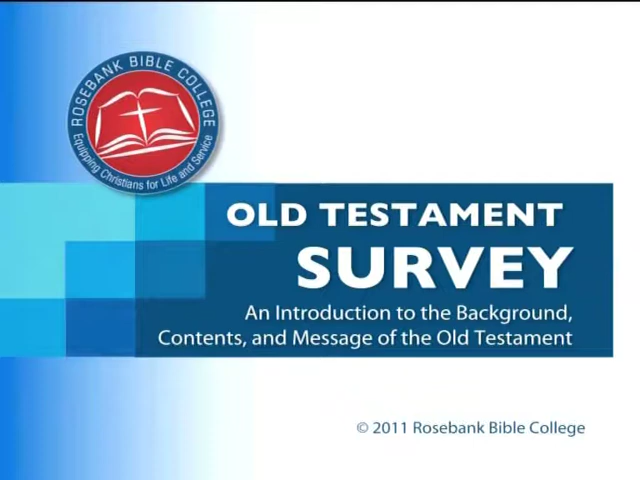 ROSEBANK BIBLE COLLEGE
Equipping Christians for Life and Service
OLD TESTAMENT
SURVEY
An Introduction to the Background,
Contents, and Message of the Old Testament
© 2011 Rosebank Bible College